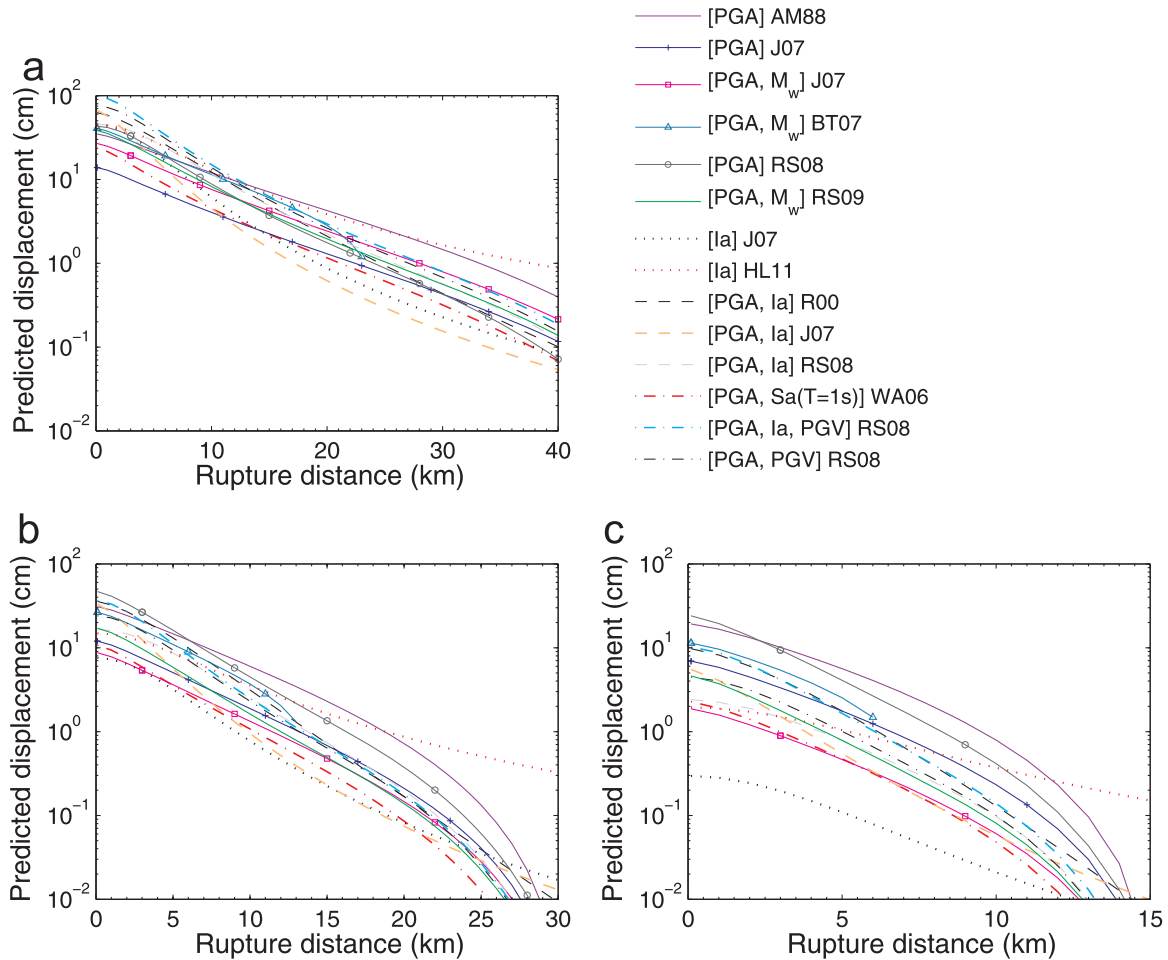 a
Predicted displacement (cm)
10^2
10^1
10^0
10^-1
10^-2
0 10 20 30 40
Rupture distance (km)
[PGA] AM88
[PGA] J07
[PGA, M_w] J07
[PGA, M_w] BT07
[PGA] RS08
[PGA, M_w] RS09
[Ia] J07
[Ia] HL11
[PGA, Ia] R00
[PGA, Ia] J07
[PGA, Ia] RS08
[PGA, Sa(T=1s)] WA06
[PGA, Ia, PGV] RS08
[PGA, PGV] RS08
b
Predicted displacement (cm)
10^2
10^1
10^0
10^-1
10^-2
0 5 10 15 20 25 30
Rupture distance (km)
c
Predicted displacement (cm)
10^2
10^1
10^0
10^-1
10^-2
0 5 10 15
Rupture distance (km)